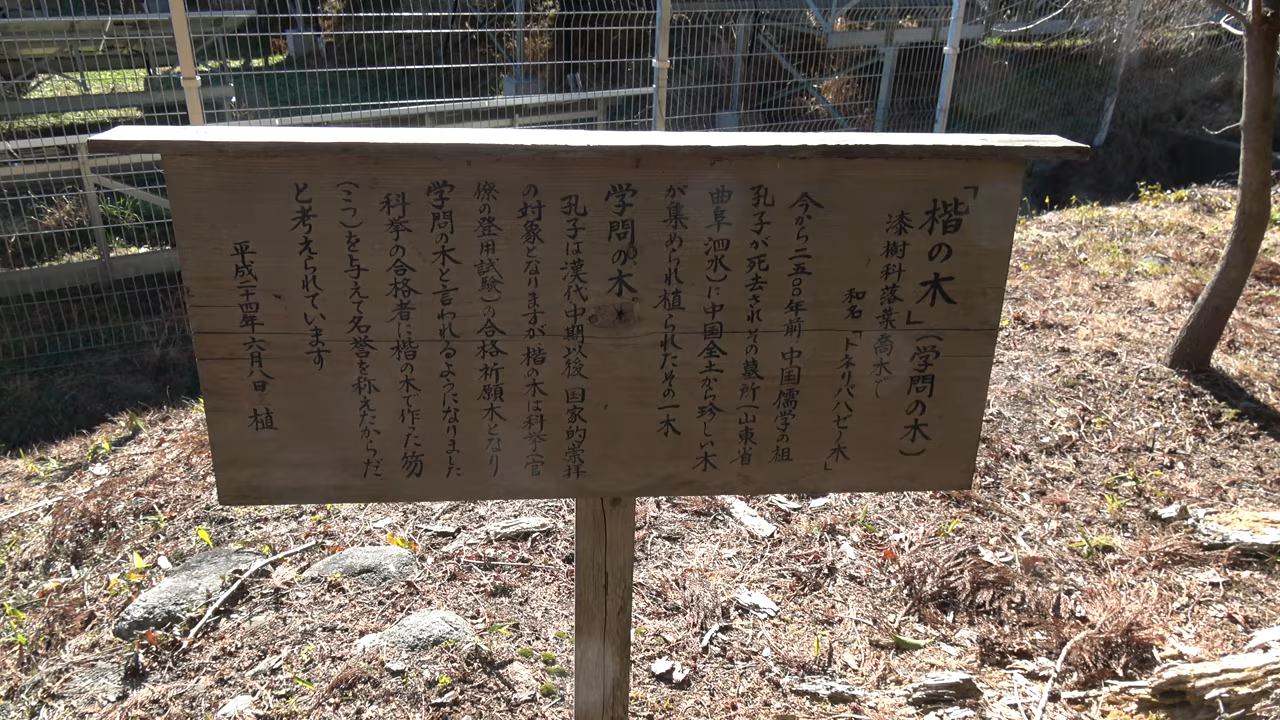 「楷の木」(学問の木)
漆樹科落葉喬木で
和名「トネリバハゼノ木」
今から二五〇〇年前 中国儒学の祖
孔子が死去され その墓所(山東省
曲阜 泗水)に中国全土から珍しい木
が集められ植られたその一木
学問の木
孔子は漢代中期以後 国家的崇拝
の対象となりますが 楷の木は科挙(官
僚の登用試験)の合格祈願木となり
学問の木と言われるようになりました
科挙の合格者に楷の木で作った笏
(こつ)を与えて名誉を称えたからだ
と考えられています
平成二十四年六月八日 植